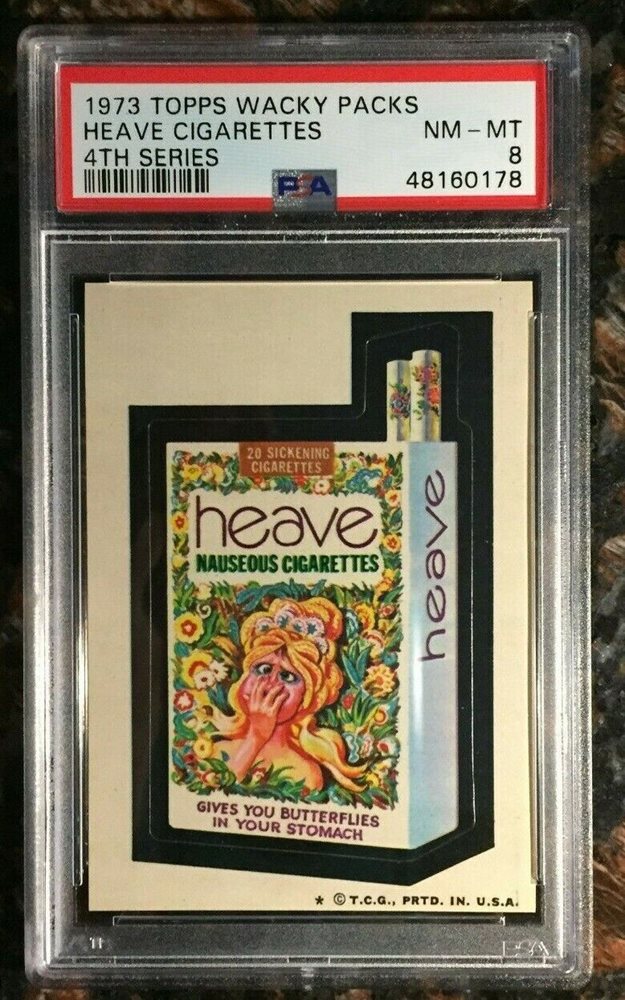 1973 TOPPS WACKY PACKS
HEAVE CIGARETTES NM - MT
4TH SERIES 8
PSA 48160178
20 SICKENING
CIGARETTES
heave
NAUSEOUS CIGARETTES
heave
GIVES YOU BUTTERFLIES
IN YOUR STOMACH
* © T.C.G., PRTD. IN. U.S.A.
PSA